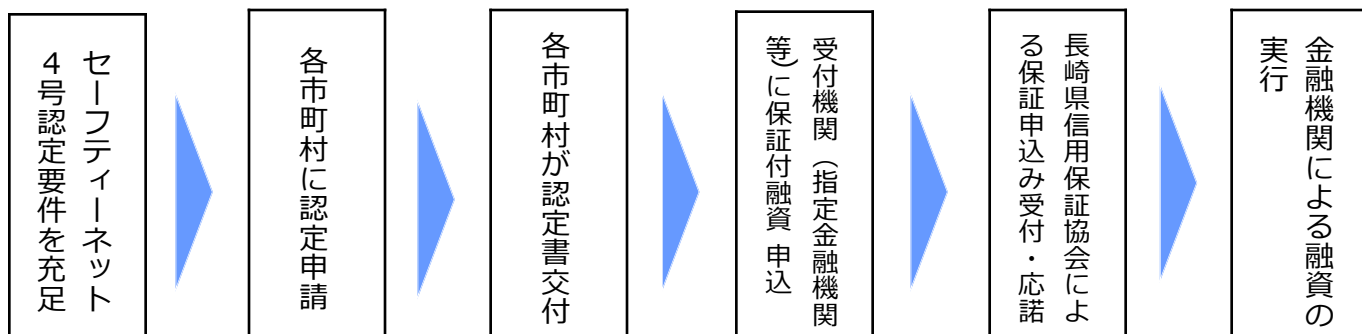 セーフティーネット
４号認定要件を充足
各市町村に認定申請
各市町村が認定書交付
受付機関（指定金融機関
等）に保証付融資 申込
長崎県信用保証協会によ
る保証申込み受付・応諾
金融機関による融資の
実行